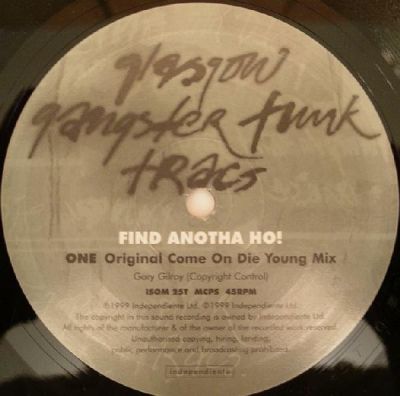 glasgow
gangster funk
tracs
FIND ANOTHA HO!
ONE Original Come On Die Young Mix
Gary Gilroy (Copyright Control)
ISOM 25T MCPS 45RPM
℗1999 Independiente Ltd. ©1999 Independiente Ltd.
The copyright in this sound recording is owned by Independiente Ltd.
All rights of the manufacturer & of the owner of the recorded work reserved.
Unauthorised copying, hiring, lending,
public performance and broadcasting prohibited.
independiente